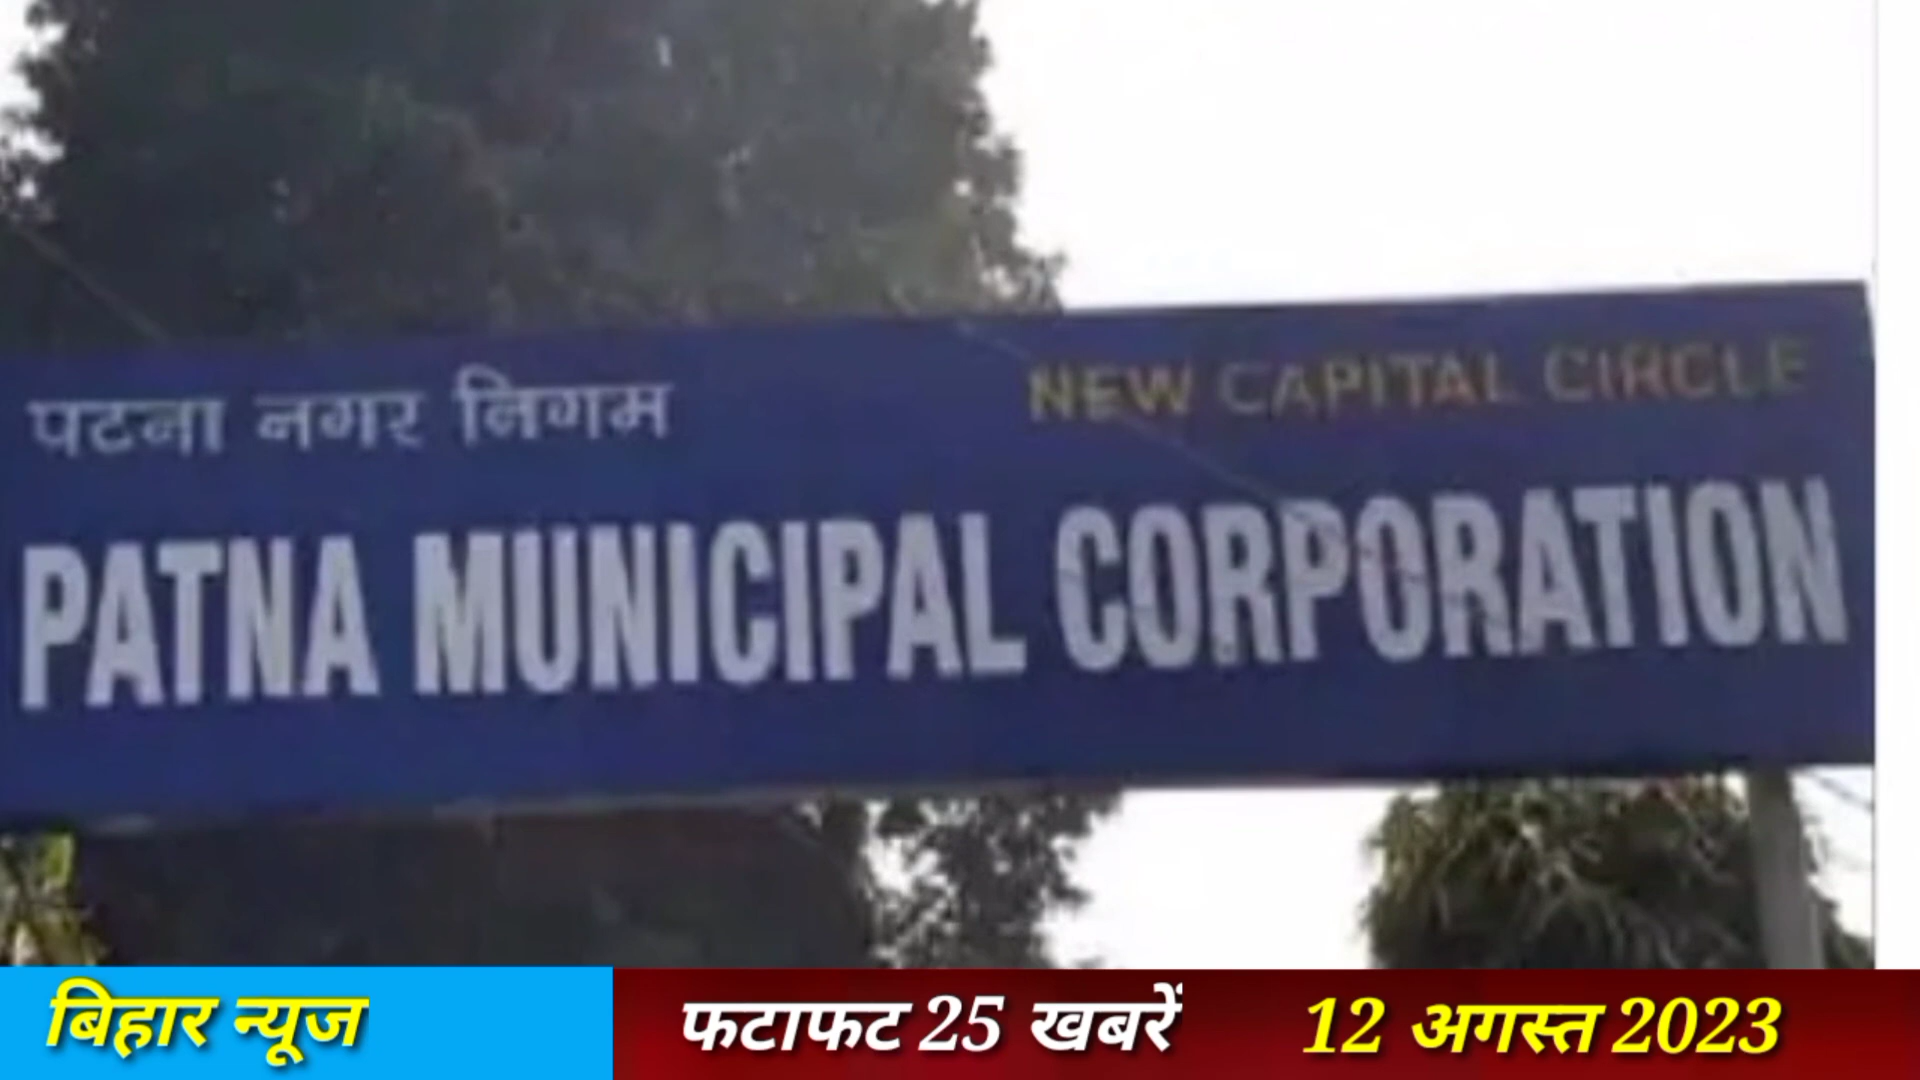 पटना नगर निगम
NEW CAPITAL CIRCLE
PATNA MUNICIPAL CORPORATION
बिहार न्यूज
फटाफट 25 खबरें
12 अगस्त 2023